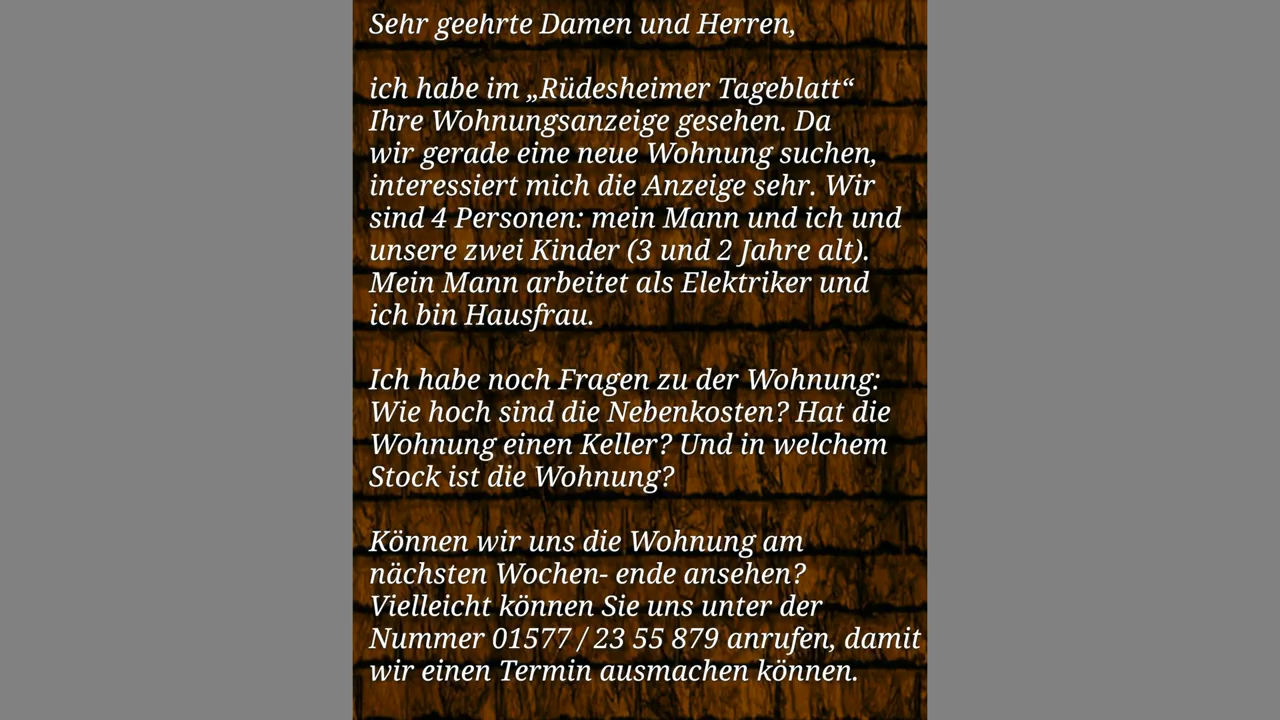 Sehr geehrte Damen und Herren,
ich habe im „Rüdesheimer Tageblatt“
Ihre Wohnungsanzeige gesehen. Da
wir gerade eine neue Wohnung suchen,
interessiert mich die Anzeige sehr. Wir
sind 4 Personen: mein Mann und ich und
unsere zwei Kinder (3 und 2 Jahre alt).
Mein Mann arbeitet als Elektriker und
ich bin Hausfrau.
Ich habe noch Fragen zu der Wohnung:
Wie hoch sind die Nebenkosten? Hat die
Wohnung einen Keller? Und in welchem
Stock ist die Wohnung?
Können wir uns die Wohnung am
nächsten Wochen- ende ansehen?
Vielleicht können Sie uns unter der
Nummer 01577 / 23 55 879 anrufen, damit
wir einen Termin ausmachen können.